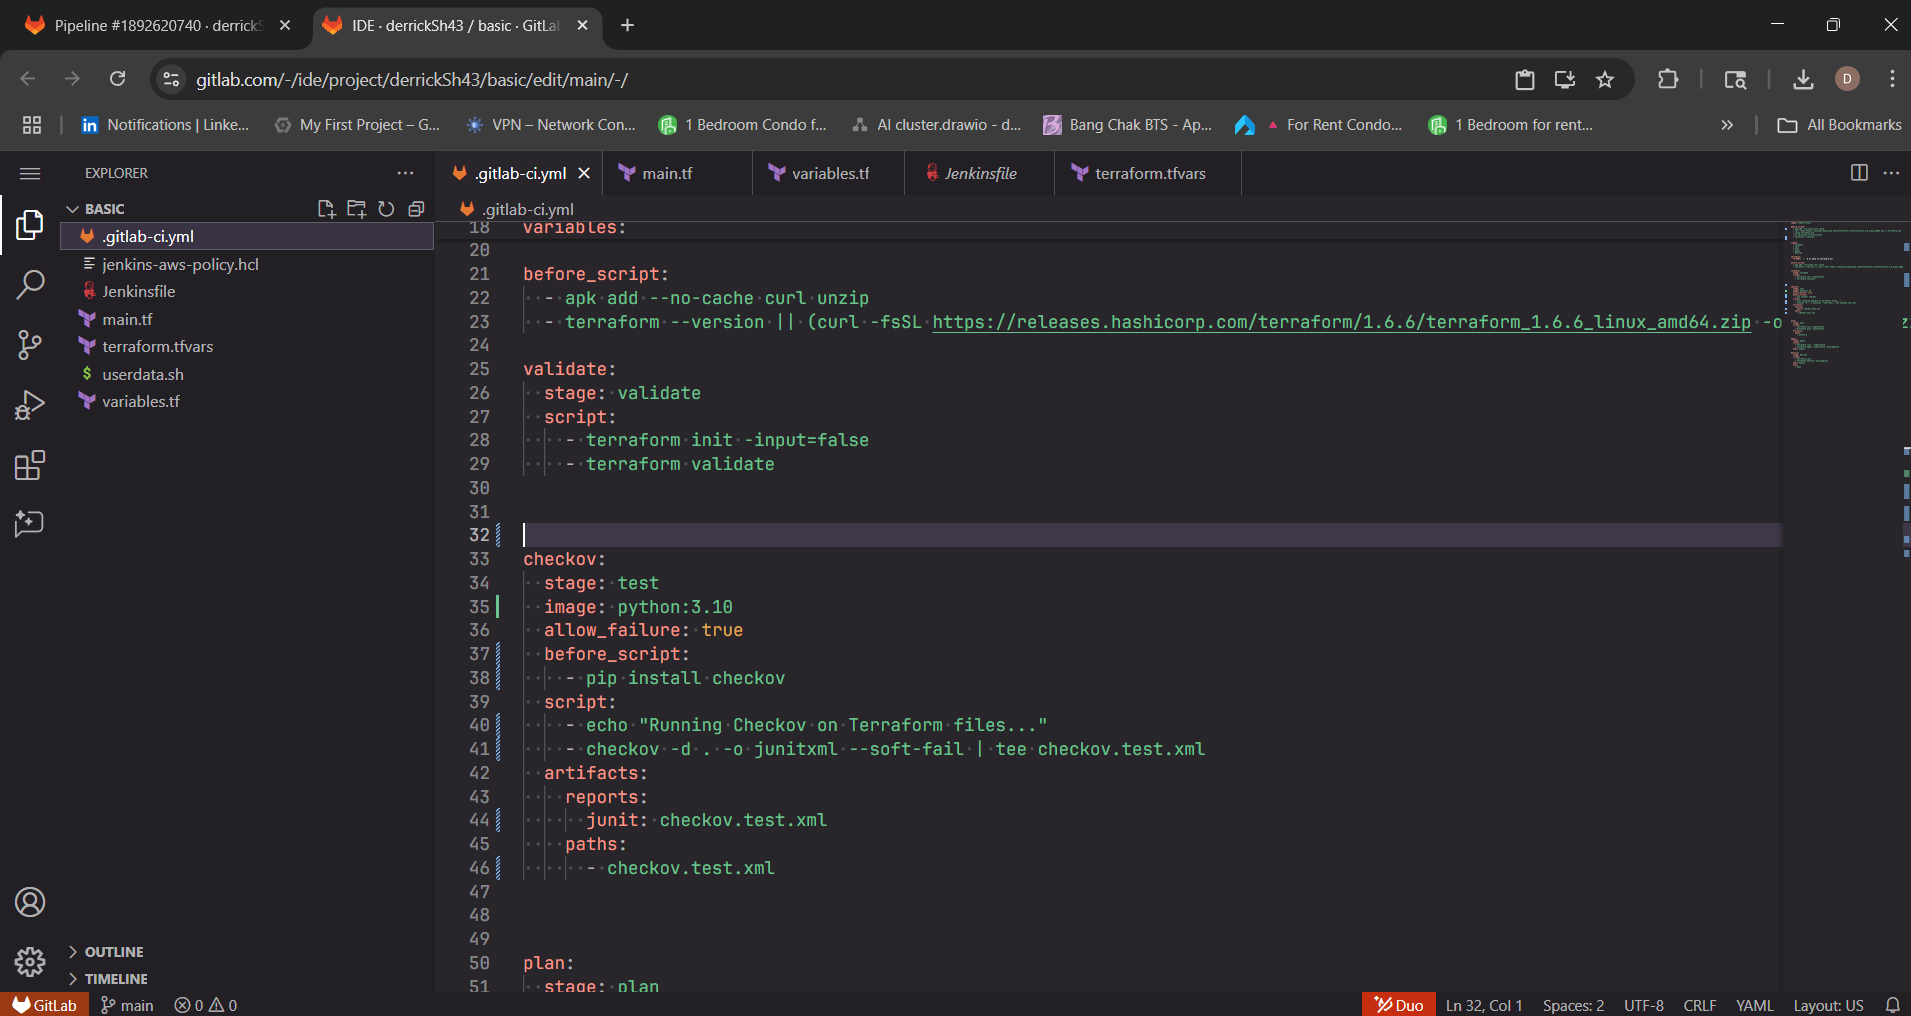 Pipeline #1892620740 · derrickS
IDE · derrickSh43 / basic · GitLab
gitlab.com/-/ide/project/derrickSh43/basic/edit/main/-/
D
Notifications | Linke...
My First Project – G...
VPN – Network Con...
1 Bedroom Condo f...
AI cluster.drawio - d...
Bang Chak BTS - Ap...
For Rent Condo...
1 Bedroom for rent...
All Bookmarks
EXPLORER
.gitlab-ci.yml
main.tf
variables.tf
Jenkinsfile
terraform.tfvars
BASIC
.gitlab-ci.yml
jenkins-aws-policy.hcl
Jenkinsfile
main.tf
terraform.tfvars
userdata.sh
variables.tf
OUTLINE
TIMELINE
.gitlab-ci.yml
18 variables:
20
21 before_script:
22 - apk add --no-cache curl unzip
23 - terraform --version || (curl -fsSL https://releases.hashicorp.com/terraform/1.6.6/terraform_1.6.6_linux_amd64.zip -o
24
25 validate:
26 stage: validate
27 script:
28 - terraform init -input=false
29 - terraform validate
30
31
32
33 checkov:
34 stage: test
35 image: python:3.10
36 allow_failure: true
37 before_script:
38 - pip install checkov
39 script:
40 - echo "Running Checkov on Terraform files..."
41 - checkov -d . -o junitxml --soft-fail | tee checkov.test.xml
42 artifacts:
43 reports:
44 junit: checkov.test.xml
45 paths:
46 - checkov.test.xml
47
48
49
50 plan:
51 stage: plan
GitLab
main
0 0
Duo
Ln 32, Col 1
Spaces: 2
UTF-8
CRLF
YAML
Layout: US